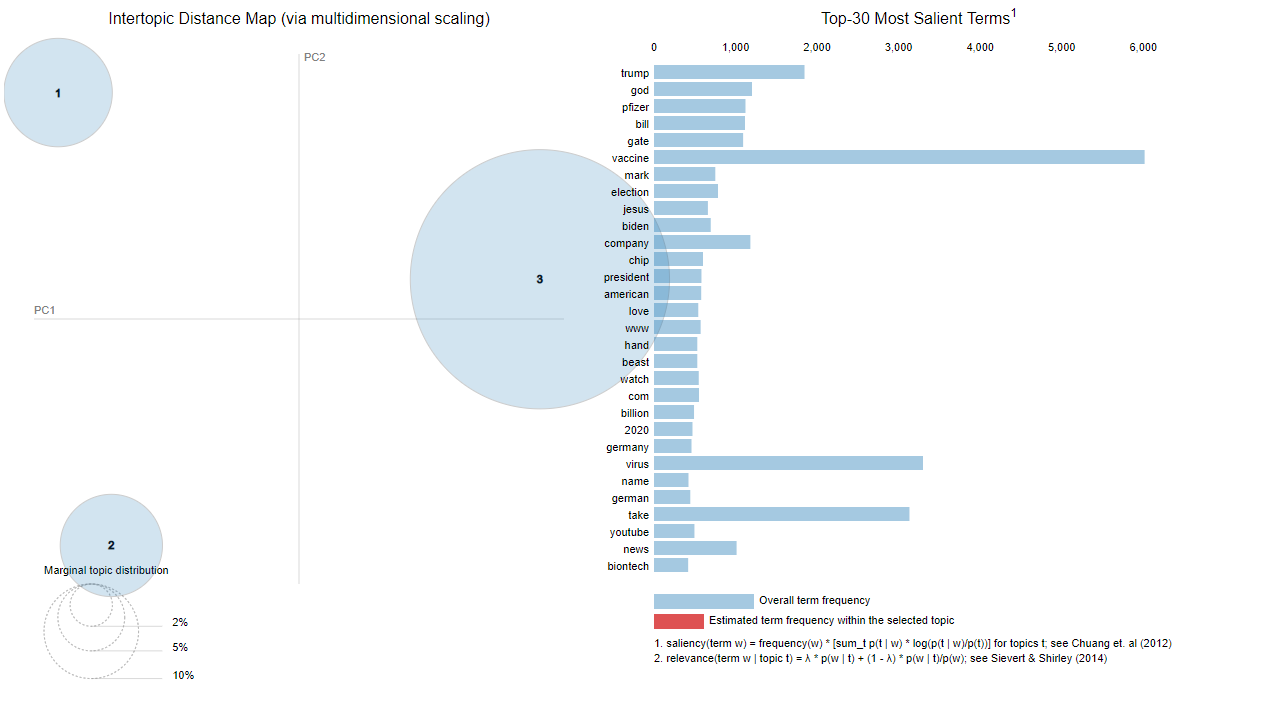 Intertopic Distance Map (via multidimensional scaling)
PC2
PC1
1
3
2
Marginal topic distribution
2%
5%
10%
Top-30 Most Salient Terms1
0 1,000 2,000 3,000 4,000 5,000 6,000
trump
god
pfizer
bill
gate
vaccine
mark
election
jesus
biden
company
chip
president
american
love
www
hand
beast
watch
com
billion
2020
germany
virus
name
german
take
youtube
news
biontech
Overall term frequency
Estimated term frequency within the selected topic
1. saliency(term w) = frequency(w) * [sum_t p(t | w) * log(p(t | w)/p(t))] for topics t; see Chuang et. al (2012)
2. relevance(term w | topic t) = λ * p(w | t) + (1 - λ) * p(w | t)/p(w); see Sievert & Shirley (2014)